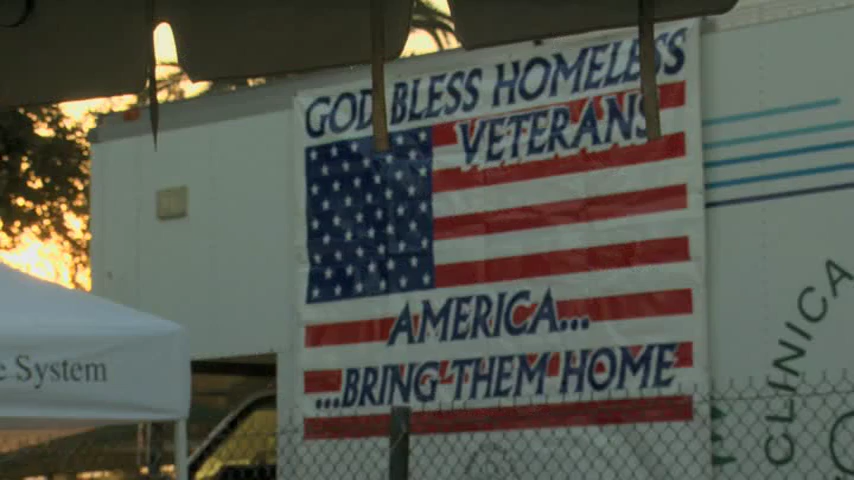 GOD BLESS HOMELESS
VETERANS
AMERICA...
...BRING THEM HOME
System
CLINICA